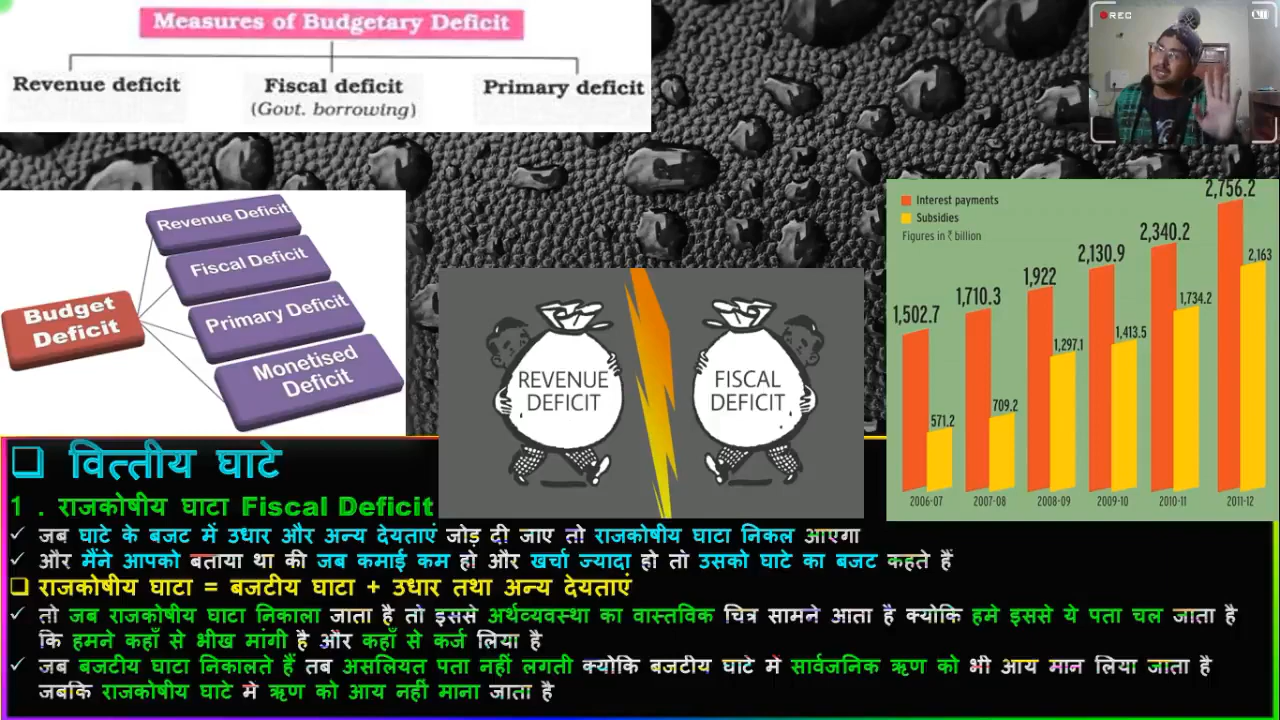 Measures of Budgetary Deficit
Revenue deficit
Fiscal deficit
(Govt. borrowing)
Primary deficit
REC
Budget
Deficit
Revenue Deficit
Fiscal Deficit
Primary Deficit
Monetised
Deficit
REVENUE
DEFICIT
FISCAL
DEFICIT
Interest payments
Subsidies
Figures in ₹ billion
1,502.7
571.2
1,710.3
709.2
1,922
1,297.1
2,130.9
1,413.5
2,340.2
1,734.2
2,756.2
2,163
2006-07 2007-08 2008-09 2009-10 2010-11 2011-12
❑ वित्तीय घाटे
1 . राजकोषीय घाटा Fiscal Deficit
✓ जब घाटे के बजट में उधार और अन्य देयताएं जोड़ दी जाए तो राजकोषीय घाटा निकल आएगा
✓ और मैंने आपको बताया था की जब कमाई कम हो और खर्चा ज्यादा हो तो उसको घाटे का बजट कहते हैं
❑ राजकोषीय घाटा = बजटीय घाटा + उधार तथा अन्य देयताएं
✓ तो जब राजकोषीय घाटा निकाला जाता है तो इससे अर्थव्यवस्था का वास्तविक चित्र सामने आता है क्योकि हमे इससे ये पता चल जाता है
कि हमने कहाँ से भीख मांगी है और कहाँ से कर्ज लिया है
✓ जब बजटीय घाटा निकालते हैं तब असलियत पता नहीं लगती क्योकि बजटीय घाटे में सार्वजनिक ऋण को भी आय मान लिया जाता है
जबकि राजकोषीय घाटे में ऋण को आय नहीं माना जाता है